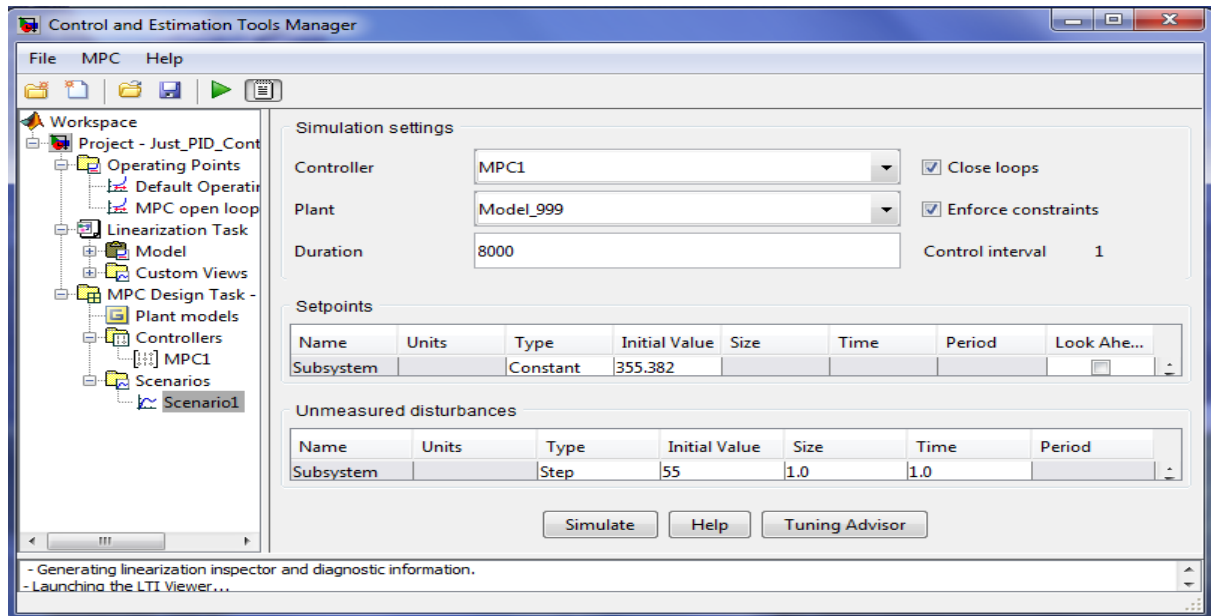 Control and Estimation Tools Manager
File MPC Help
Workspace
Project - Just_PID_Cont
Operating Points
Default Operatin
MPC open loop
Linearization Task
Model
Custom Views
MPC Design Task -
Plant models
Controllers
MPC1
Scenarios
Scenario1
Simulation settings
Controller MPC1 Close loops
Plant Model_999 Enforce constraints
Duration 8000 Control interval 1
Setpoints
Name Units Type Initial Value Size Time Period Look Ahe...
Subsystem Constant 355.382
Unmeasured disturbances
Name Units Type Initial Value Size Time Period
Subsystem Step 55 1.0 1.0
Simulate Help Tuning Advisor
- Generating linearization inspector and diagnostic information.
- Launching the LTI Viewer...